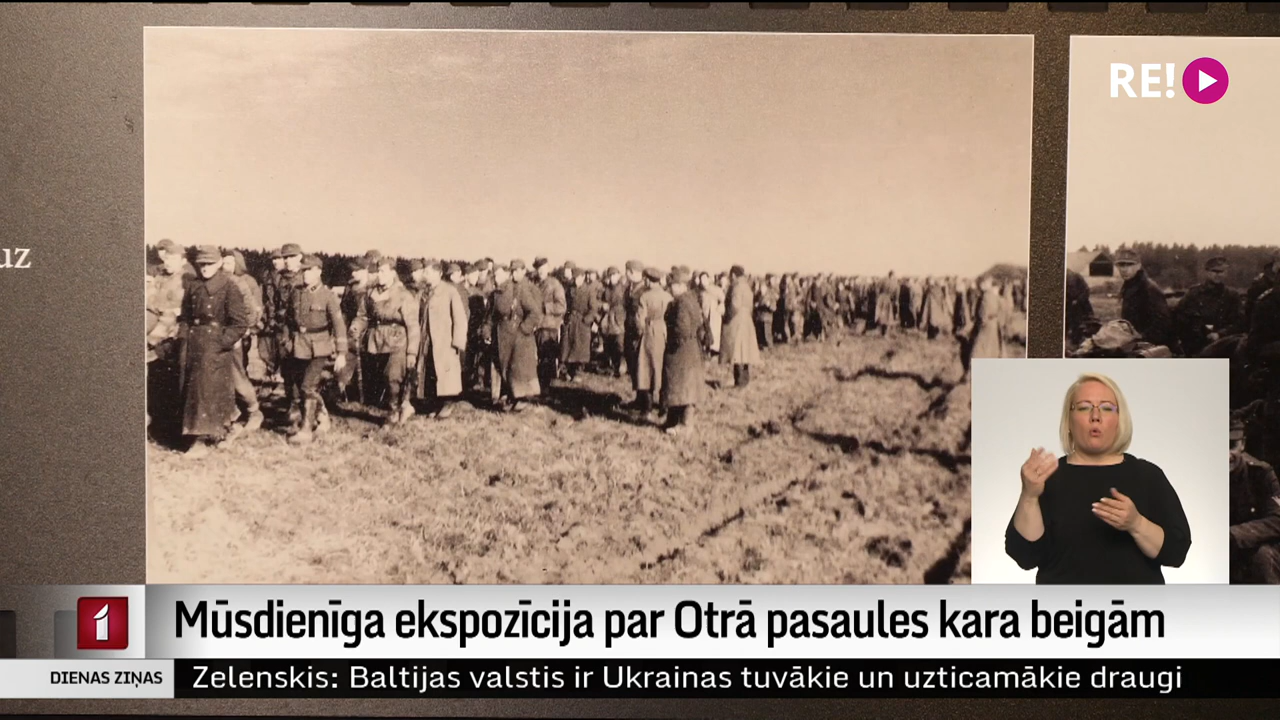 RE!
uz
1
Mūsdienīga ekspozīcija par Otrā pasaules kara beigām
DIENAS ZIŅAS
Zelenskis: Baltijas valstis ir Ukrainas tuvākie un uzticamākie draugi